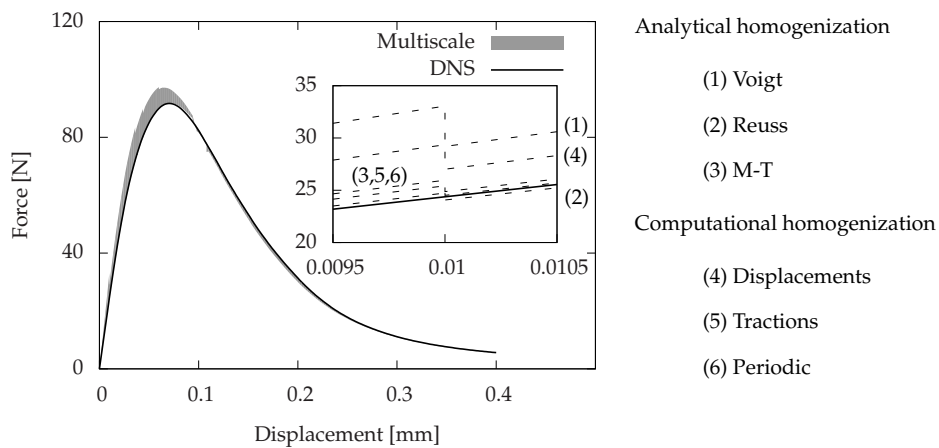 120
80
40
0
Force [N]
0
0.1
0.2
0.3
0.4
Displacement [mm]
Multiscale
DNS
35
30
25
20
0.0095
0.01
0.0105
(1)
(4)
(3,5,6)
(2)
Analytical homogenization
(1) Voigt
(2) Reuss
(3) M-T
Computational homogenization
(4) Displacements
(5) Tractions
(6) Periodic